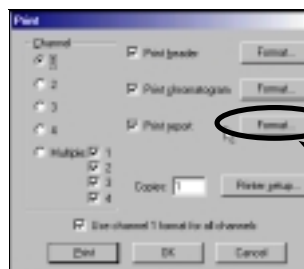 Print
Channel
1
2
3
4
Multiple: 1
2
3
4
Print header Format...
Print chromatogram Format...
Print report Format...
Copies: 1 Printer setup...
Use channel 1 format for all channels
Print OK Cancel